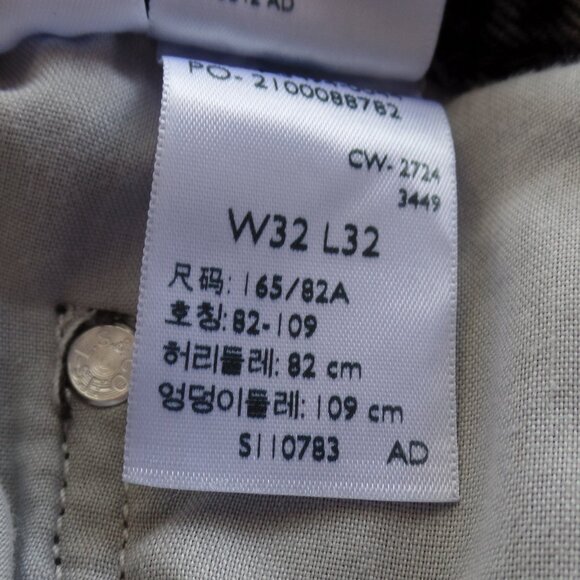 AD
PO- 2100088782
CW- 2724
3449
W32 L32
尺码: 165/82A
호칭: 82-109
허리둘레: 82 cm
엉덩이둘레: 109 cm
S110783 AD